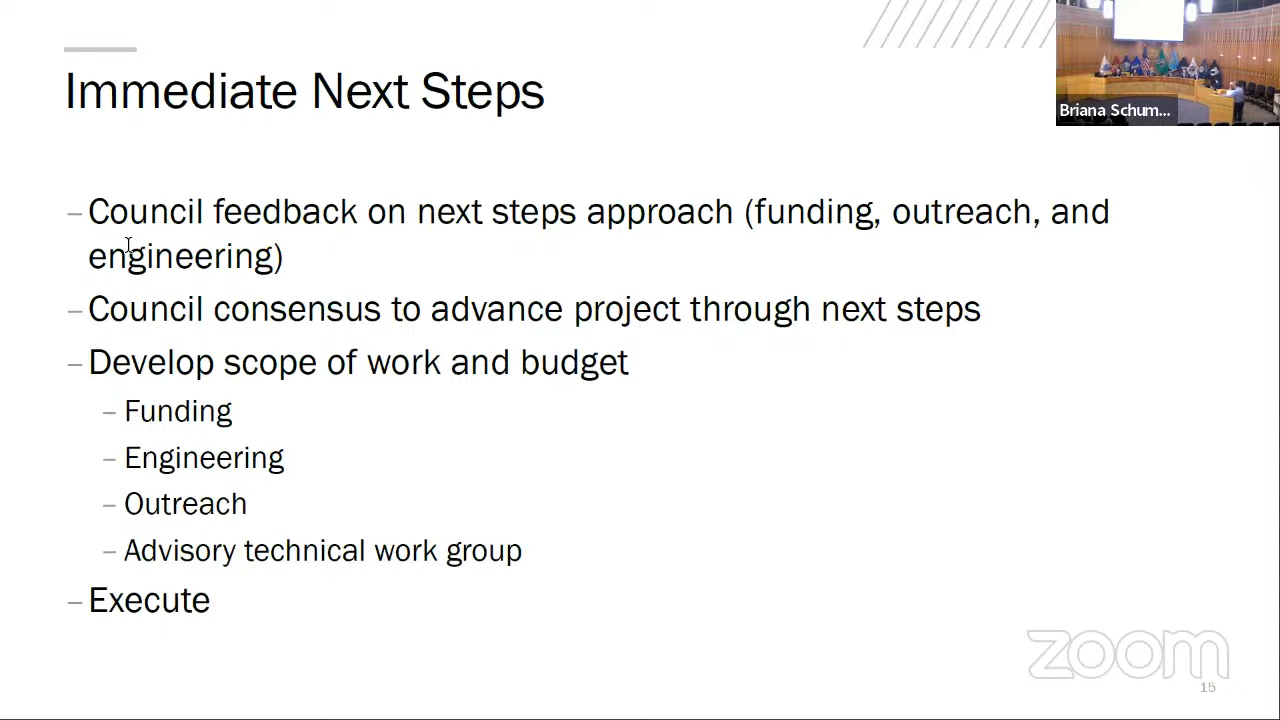 Immediate Next Steps
Briana Schum...
– Council feedback on next steps approach (funding, outreach, and
engineering)
– Council consensus to advance project through next steps
– Develop scope of work and budget
– Funding
– Engineering
– Outreach
– Advisory technical work group
– Execute
zoom
15